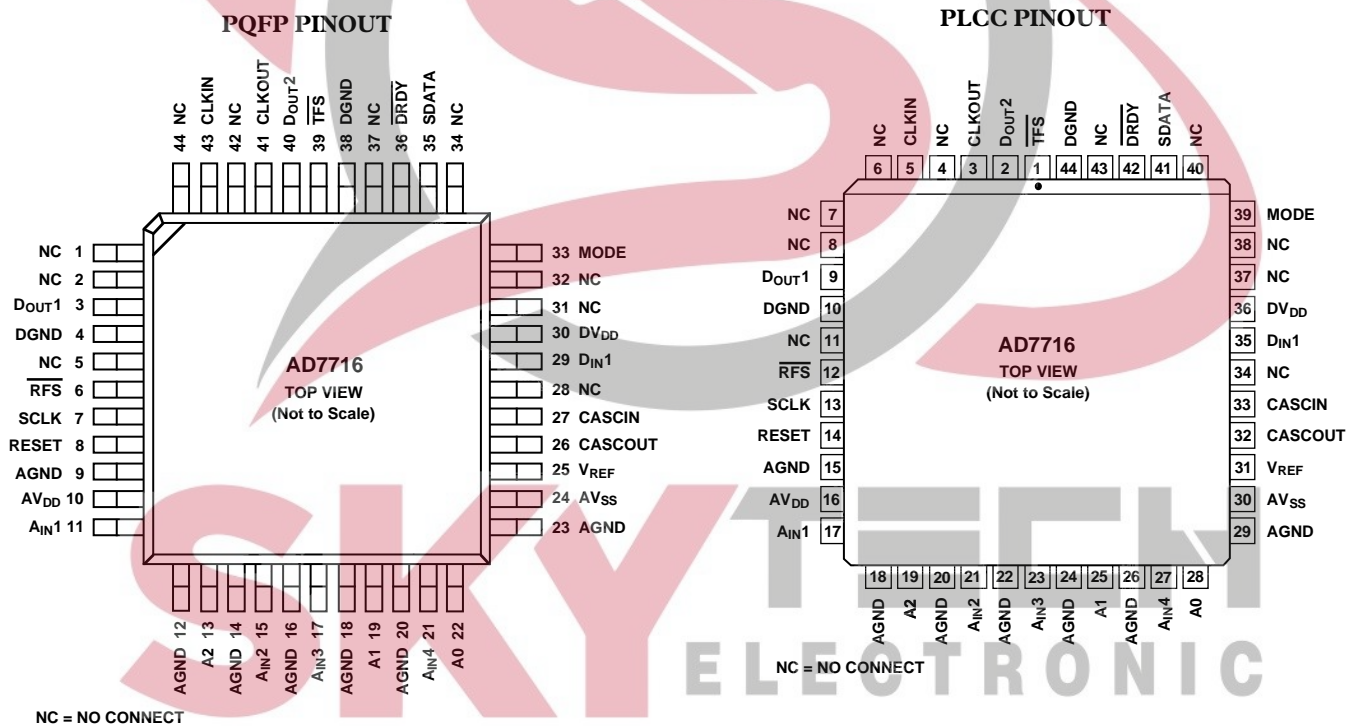 PQFP PINOUT
44 NC
43 CLKIN
42 NC
41 CLKOUT
40 DOUT2
39 TFS
38 DGND
37 NC
36 DRDY
35 SDATA
34 NC
NC 1
NC 2
DOUT1 3
DGND 4
NC 5
RFS 6
SCLK 7
RESET 8
AGND 9
AVDD 10
AIN1 11
AD7716
TOP VIEW
(Not to Scale)
33 MODE
32 NC
31 NC
30 DVDD
29 DIN1
28 NC
27 CASCIN
26 CASCOUT
25 VREF
24 AVSS
23 AGND
AGND 12
A2 13
AGND 14
AIN2 15
AGND 16
AIN3 17
AGND 18
A1 19
AGND 20
AIN4 21
A0 22
NC = NO CONNECT
PLCC PINOUT
NC 6
CLKIN 5
NC 4
CLKOUT 3
DOUT2 2
TFS 1
DGND 44
NC 43
DRDY 42
SDATA 41
NC 40
NC 7
NC 8
DOUT1 9
DGND 10
NC 11
RFS 12
SCLK 13
RESET 14
AGND 15
AVDD 16
AIN1 17
AD7716
TOP VIEW
(Not to Scale)
39 MODE
38 NC
37 NC
36 DVDD
35 DIN1
34 NC
33 CASCIN
32 CASCOUT
31 VREF
30 AVSS
29 AGND
18 AGND
19 A2
20 AGND
21 AIN2
22 AGND
23 AIN3
24 AGND
25 A1
26 AGND
27 AIN4
28 A0
NC = NO CONNECT
SKYTECH
ELECTRONIC